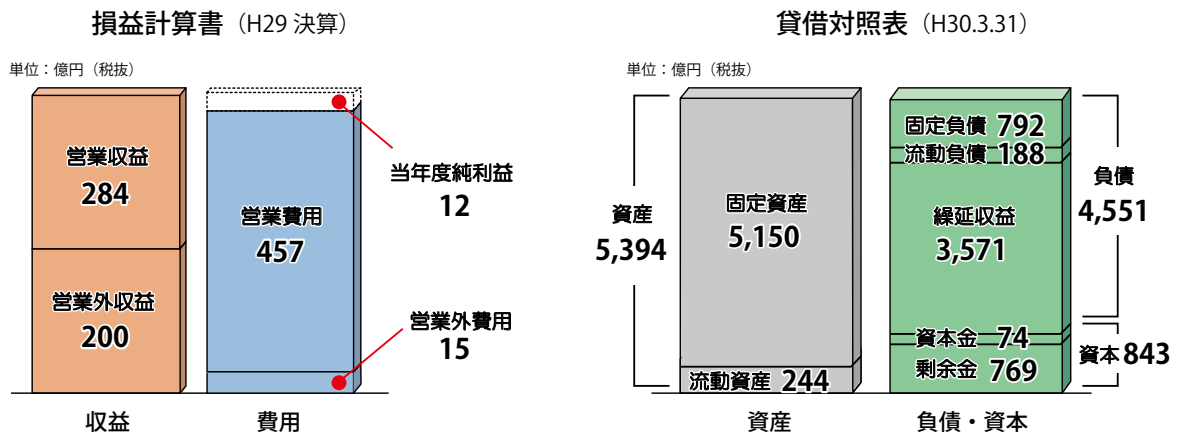 損益計算書（H29 決算）
単位：億円（税抜）
営業収益
284
営業外収益
200
営業費用
457
当年度純利益
12
営業外費用
15
収益
費用
貸借対照表（H30.3.31）
単位：億円（税抜）
資産
5,394
固定資産
5,150
流動資産 244
固定負債 792
流動負債 188
繰延収益
3,571
資本金 74
剰余金 769
負債
4,551
資本 843
資産
負債・資本